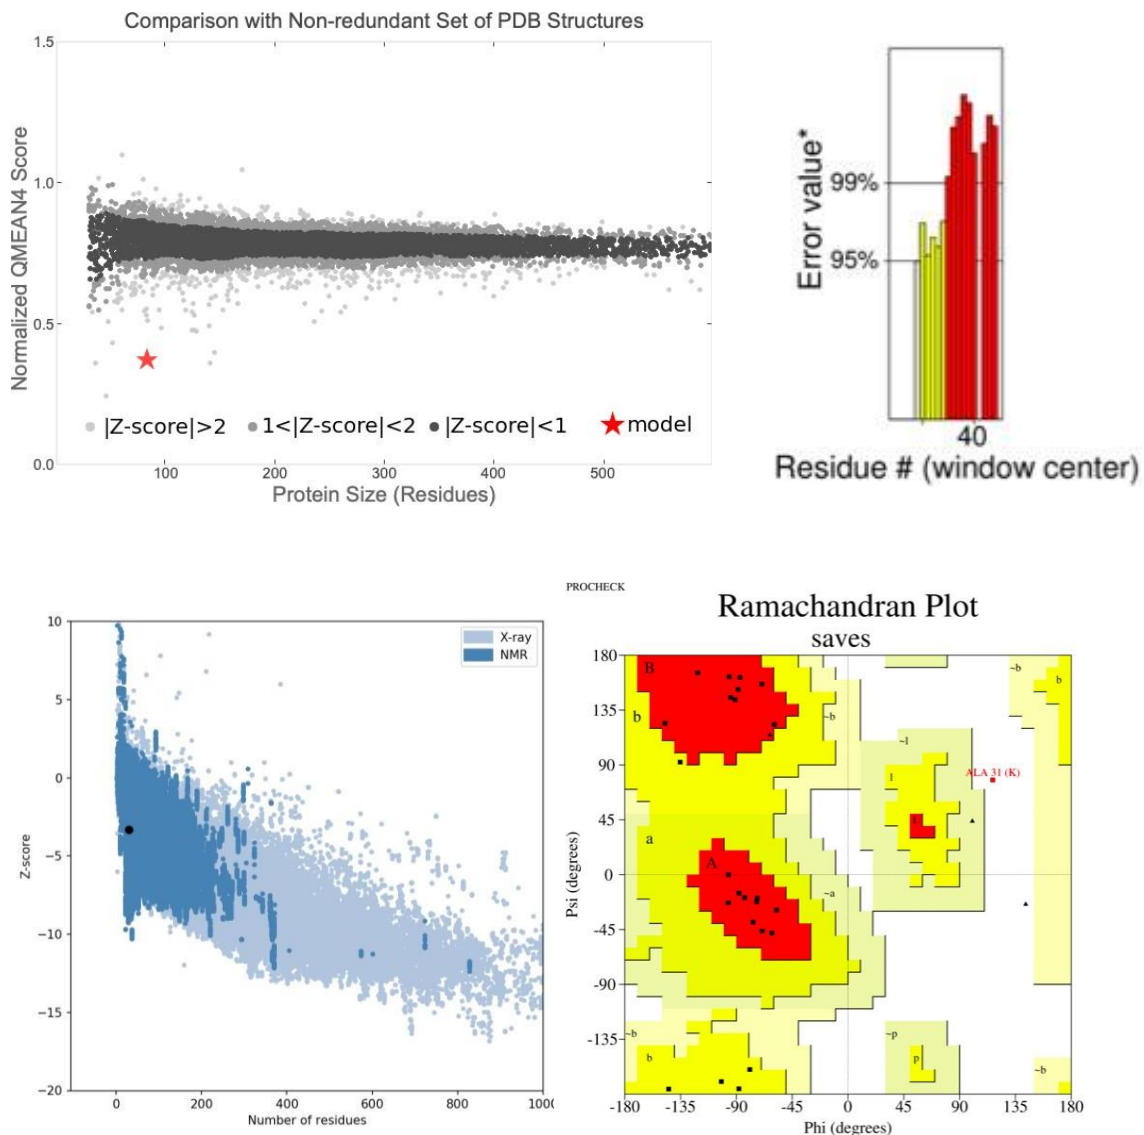 Comparison with Non-redundant Set of PDB Structures
1.5
1.0
0.5
0.0
Normalized QMEAN4 Score
|Z-score|>2 1<|Z-score|<2 |Z-score|<1 model
100 200 300 400 500
Protein Size (Residues)
Error value*
99%
95%
40
Residue # (window center)
10
5
0
−5
−10
−15
−20
Z-score
X-ray
NMR
0 200 400 600 800 1000
Number of residues
PROCHECK
Ramachandran Plot
saves
180
135
90
45
0
-45
-90
-135
Psi (degrees)
B
~b
b
b
~b
~l
ALA 31 (K)
l
a
A
~a
~b
~p
b
p
~b
-180 -135 -90 -45 0 45 90 135 180
Phi (degrees)